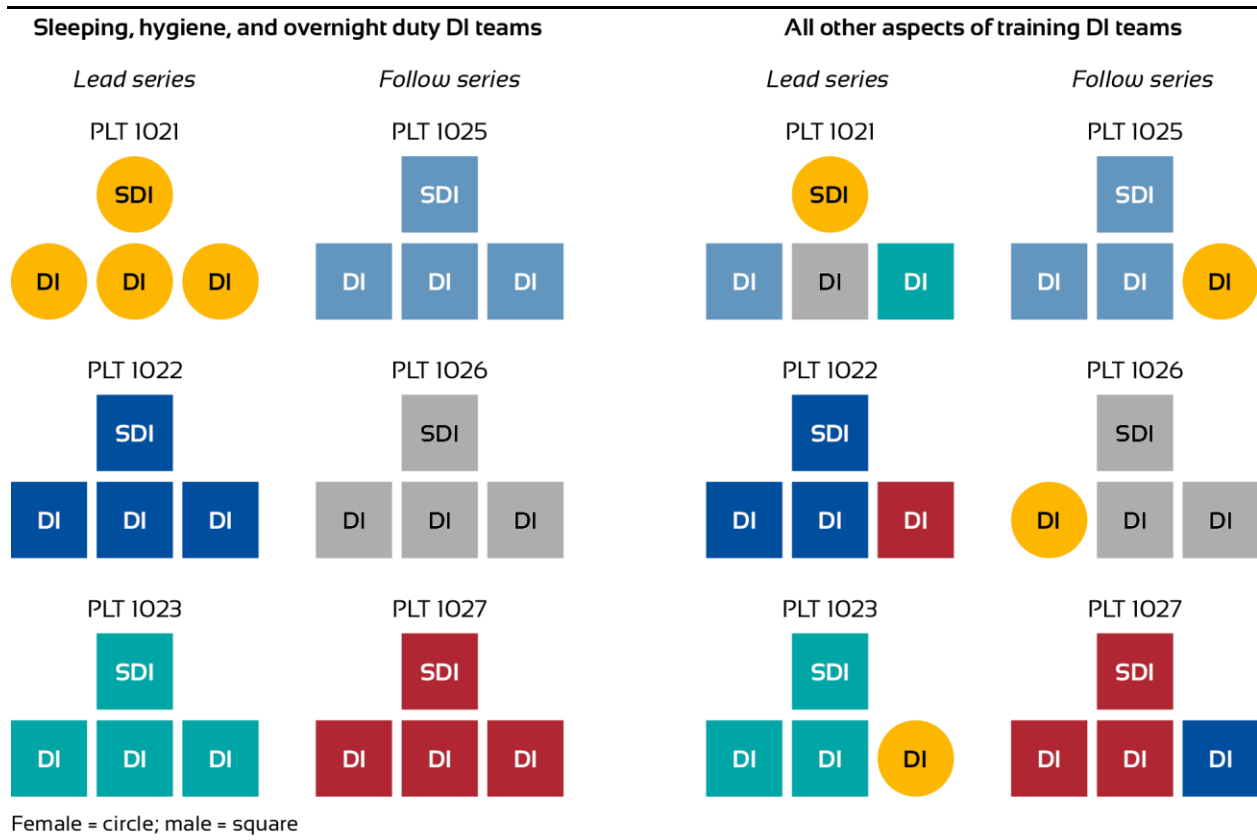 Sleeping, hygiene, and overnight duty DI teams
All other aspects of training DI teams
Lead series
Follow series
Lead series
Follow series
PLT 1021
PLT 1025
PLT 1021
PLT 1025
SDI
SDI
SDI
SDI
DI DI DI
DI DI DI
DI DI DI
DI DI DI
PLT 1022
PLT 1026
PLT 1022
PLT 1026
SDI
SDI
SDI
SDI
DI DI DI
DI DI DI
DI DI DI
DI DI DI
PLT 1023
PLT 1027
PLT 1023
PLT 1027
SDI
SDI
SDI
SDI
DI DI DI
DI DI DI
DI DI DI
DI DI DI
Female = circle; male = square